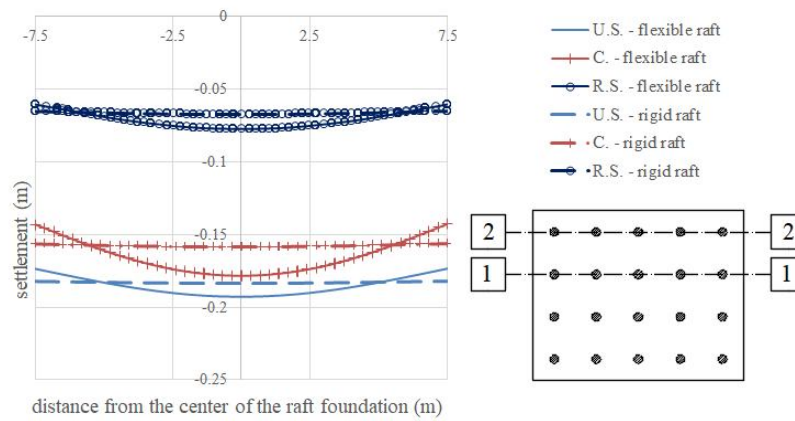 -7.5 -2.5 2.5 7.5
-0
-0.05
-0.1
-0.15
-0.2
-0.25
settlement (m)
distance from the center of the raft foundation (m)
U.S. - flexible raft
C. - flexible raft
R.S. - flexible raft
U.S. - rigid raft
C. - rigid raft
R.S. - rigid raft
2 2
1 1